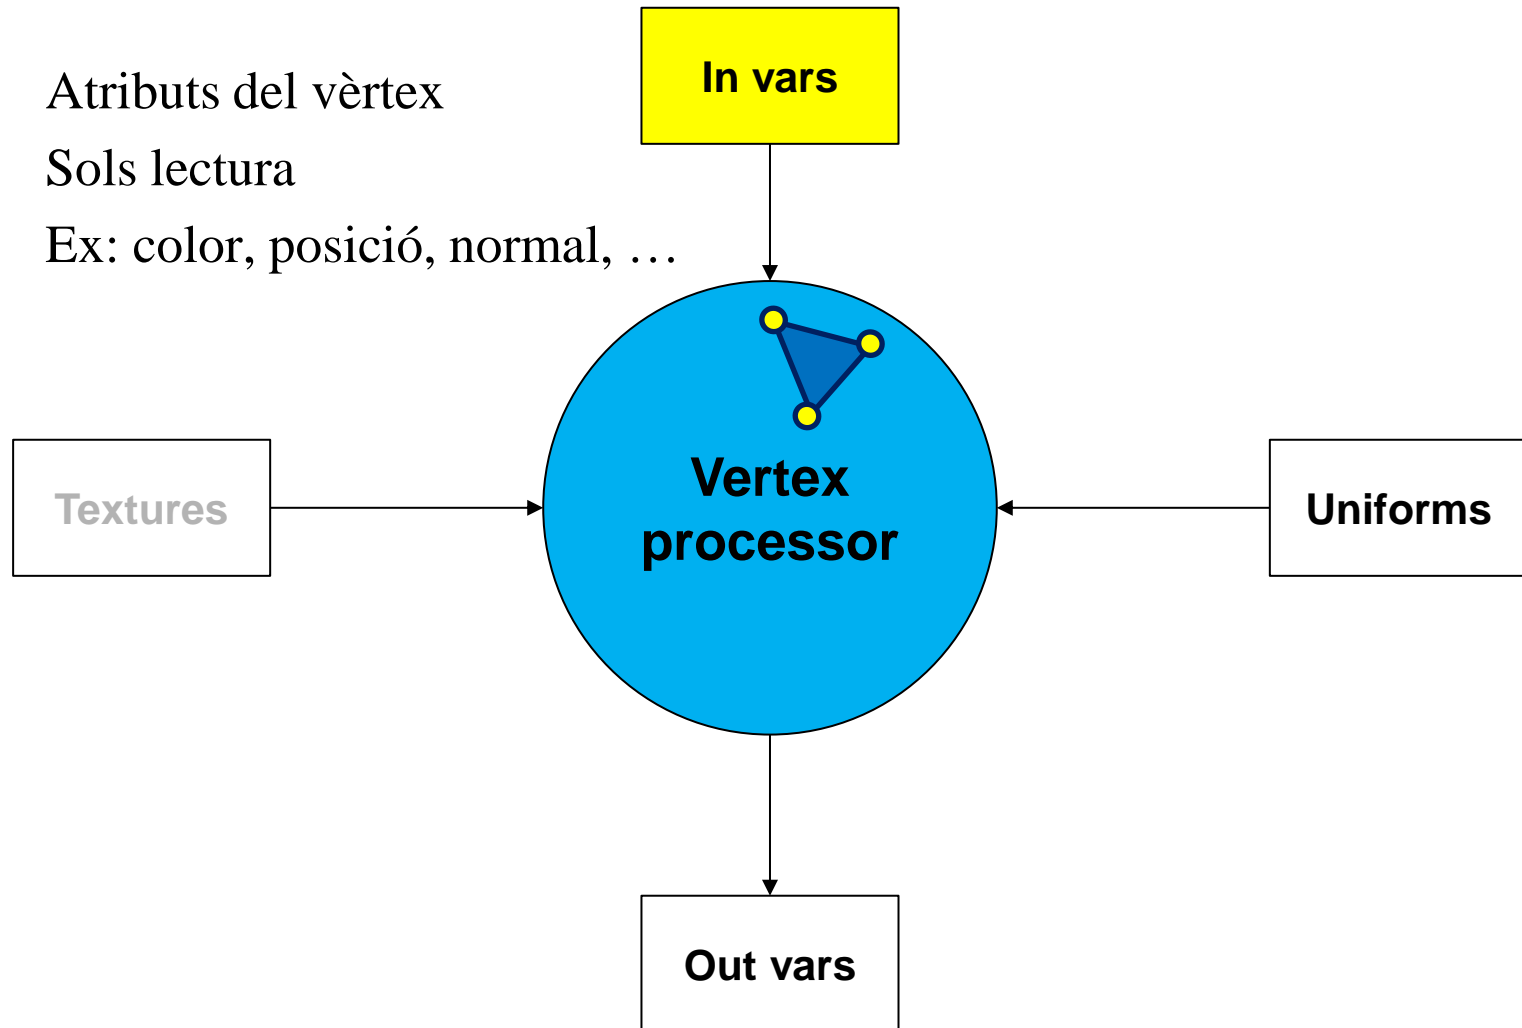 In vars
Atributs del vèrtex
Sols lectura
Ex: color, posició, normal, …
Vertex
processor
Textures
Uniforms
Out vars